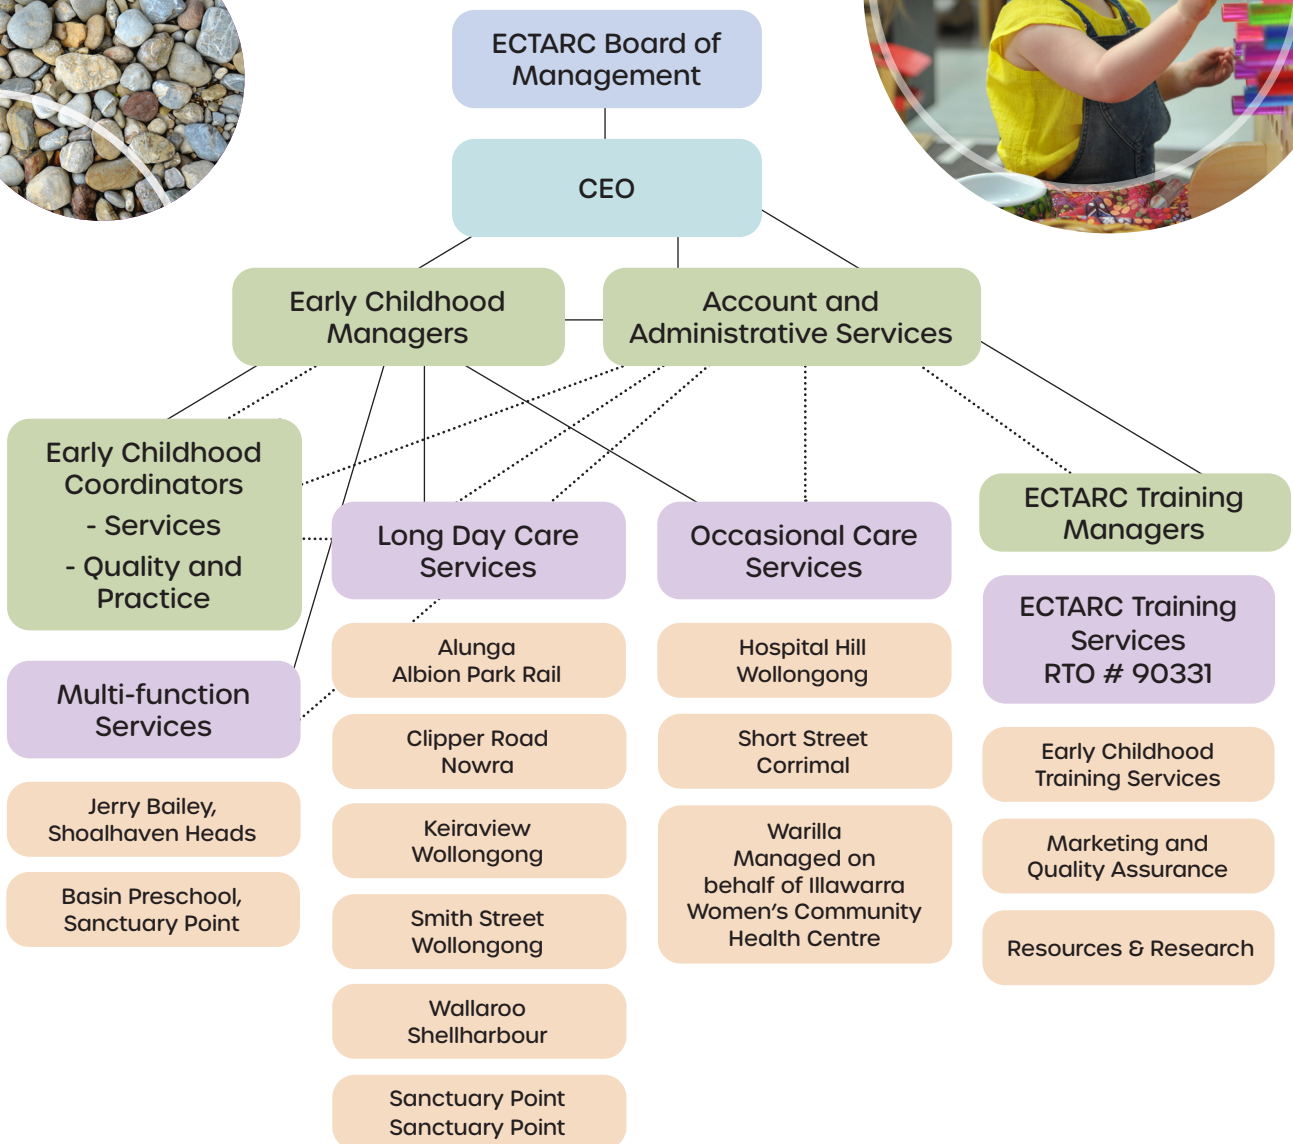 ECTARC Board of
Management
CEO
Early Childhood
Managers
Account and
Administrative Services
Early Childhood
Coordinators
- Services
- Quality and
Practice
Multi-function
Services
Jerry Bailey,
Shoalhaven Heads
Basin Preschool,
Sanctuary Point
Long Day Care
Services
Alunga
Albion Park Rail
Clipper Road
Nowra
Keiraview
Wollongong
Smith Street
Wollongong
Wallaroo
Shellharbour
Sanctuary Point
Sanctuary Point
Occasional Care
Services
Hospital Hill
Wollongong
Short Street
Corrimal
Warilla
Managed on
behalf of Illawarra
Women's Community
Health Centre
ECTARC Training
Managers
ECTARC Training
Services
RTO # 90331
Early Childhood
Training Services
Marketing and
Quality Assurance
Resources & Research